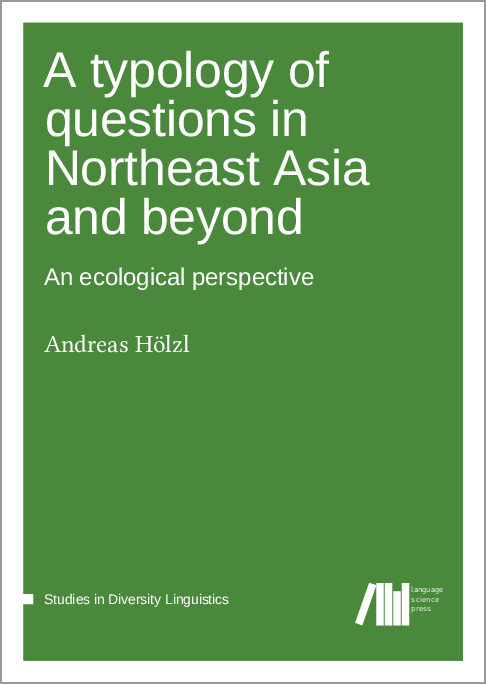 A typology of
questions in
Northeast Asia
and beyond
An ecological perspective
Andreas Hölzl
Studies in Diversity Linguistics
language
science
press